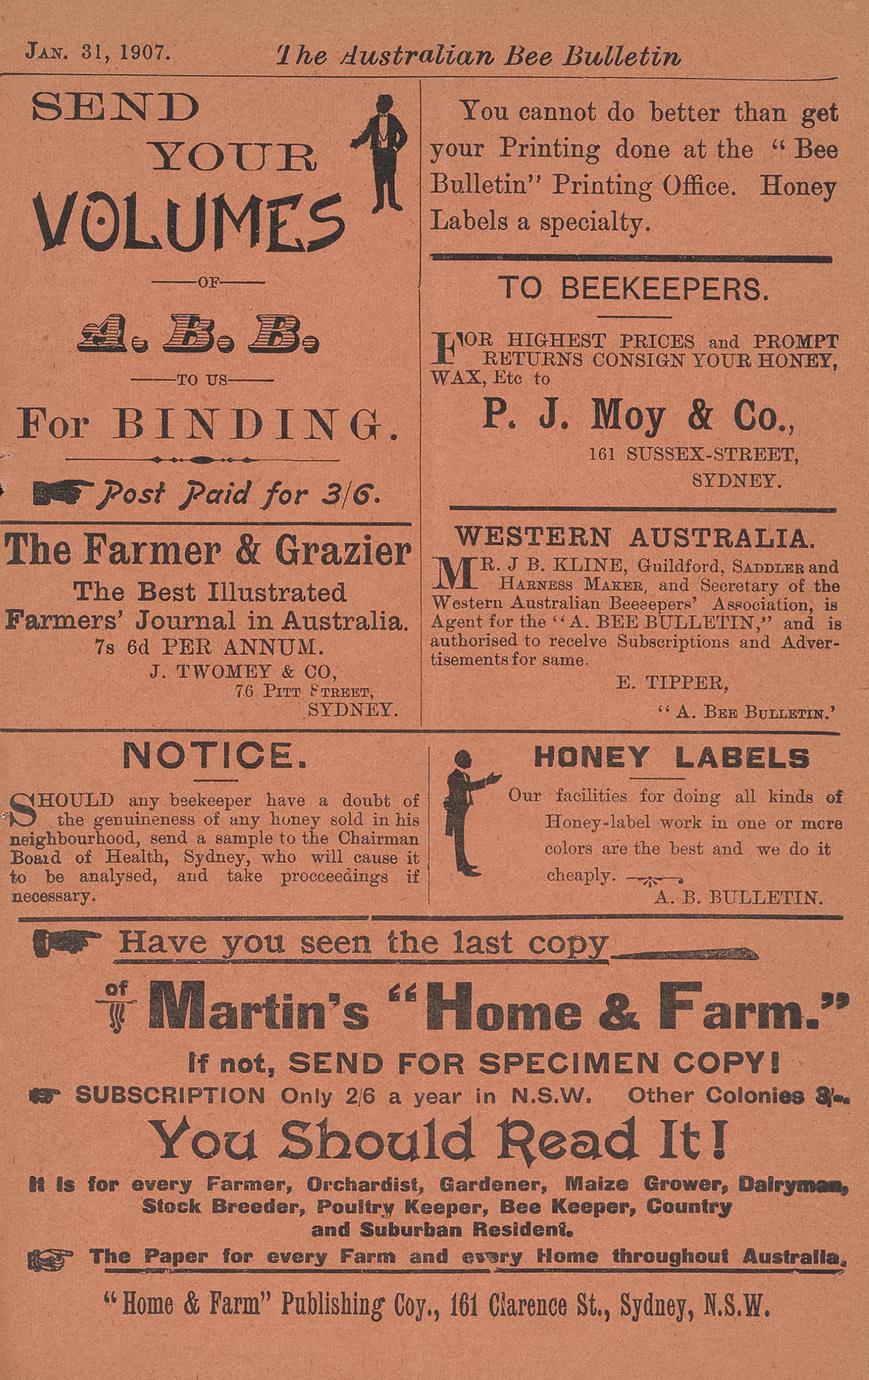 JAN. 31, 1907. The Australian Bee Bulletin
SEND
YOUR
VOLUMES
OF
A. B. B.
TO US
For BINDING.
Post Paid for 3/6.
The Farmer & Grazier
The Best Illustrated
Farmers' Journal in Australia.
7s 6d PER ANNUM.
J. TWOMEY & CO,
76 PITT STREET,
SYDNEY.
You cannot do better than get
your Printing done at the "Bee
Bulletin" Printing Office. Honey
Labels a specialty.
TO BEEKEEPERS.
FOR HIGHEST PRICES and PROMPT
RETURNS CONSIGN YOUR HONEY,
WAX, Etc to
P. J. Moy & Co.,
161 SUSSEX-STREET,
SYDNEY.
WESTERN AUSTRALIA.
MR. J B. KLINE, Guildford, SADDLER and
HARNESS MAKER, and Secretary of the
Western Australian Beeeepers' Association, is
Agent for the "A. BEE BULLETIN," and is
authorised to receive Subscriptions and Adver-
tisements for same.
E. TIPPER,
"A. BEE BULLETIN.'
NOTICE.
SHOULD any beekeeper have a doubt of
the genuineness of any honey sold in his
neighbourhood, send a sample to the Chairman
Board of Health, Sydney, who will cause it
to be analysed, and take procceedings if
necessary.
HONEY LABELS
Our facilities for doing all kinds of
Honey-label work in one or more
colors are the best and we do it
cheaply.
A. B. BULLETIN.
Have you seen the last copy
of Martin's "Home & Farm."
If not, SEND FOR SPECIMEN COPY!
SUBSCRIPTION Only 2/6 a year in N.S.W. Other Colonies 3/-.
You Should Read It!
It is for every Farmer, Orchardist, Gardener, Maize Grower, Dairyman,
Stock Breeder, Poultry Keeper, Bee Keeper, Country
and Suburban Resident.
The Paper for every Farm and every Home throughout Australia.
"Home & Farm" Publishing Coy., 161 Clarence St., Sydney, N.S.W.